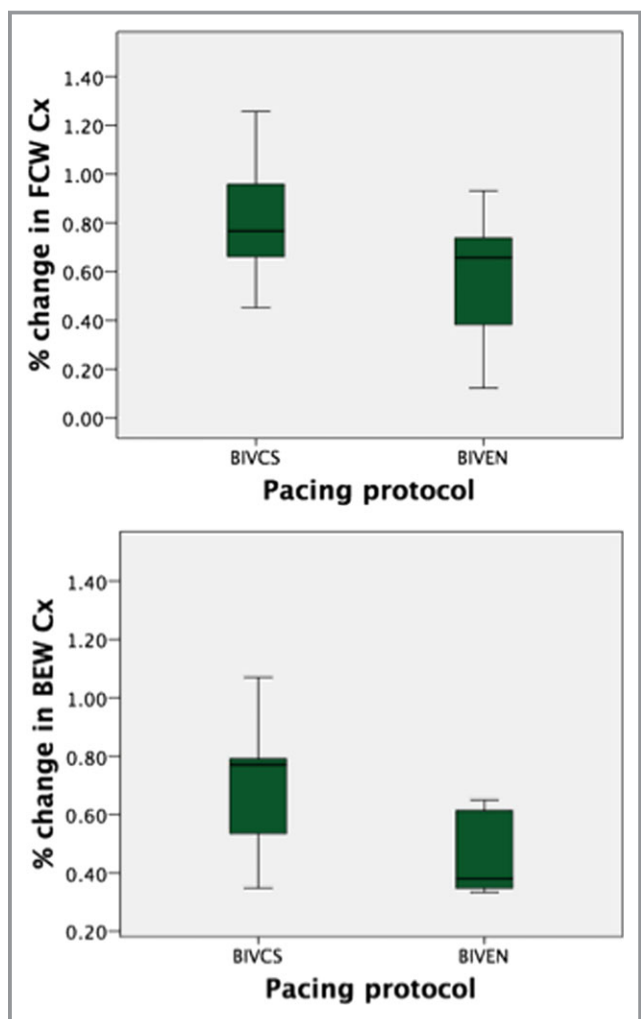 % change in FCW Cx
1.40
1.20
1.00
0.80
0.60
0.40
0.20
0.00
BIVCS BIVEN
Pacing protocol
% change in BEW Cx
1.40
1.20
1.00
0.80
0.60
0.40
0.20
BIVCS BIVEN
Pacing protocol